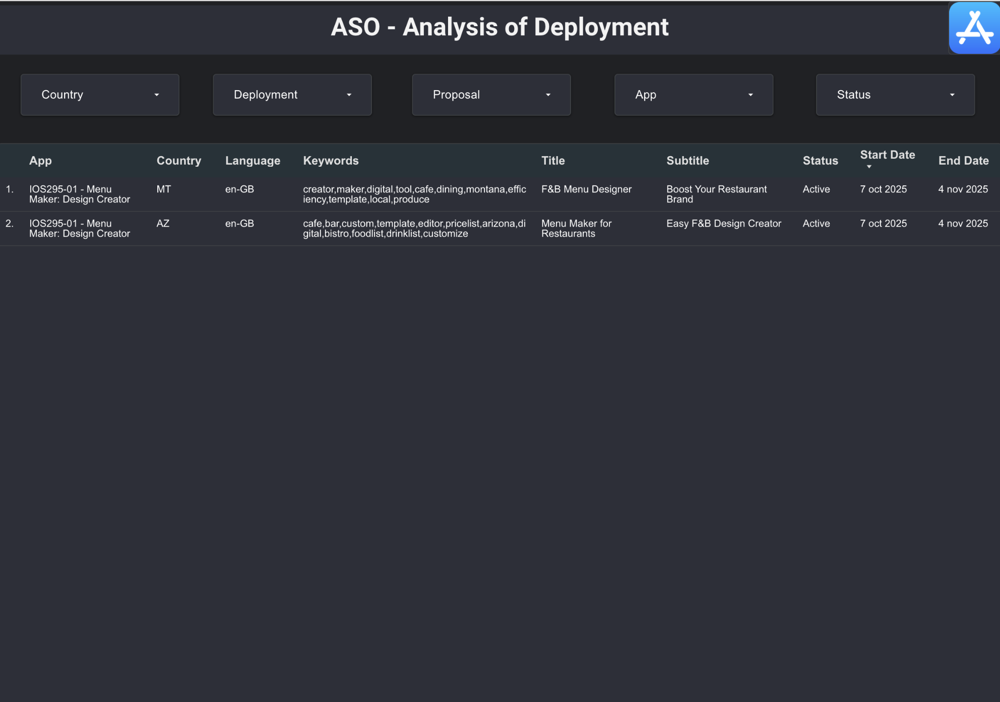 ASO - Analysis of Deployment
Country
Deployment
Proposal
App
Status
App
Country
Language
Keywords
Title
Subtitle
Status
Start Date
End Date
1.
IOS295-01 - Menu
Maker: Design Creator
MT
en-GB
creator,maker,digital,tool,cafe,dining,montana,effic
iency,template,local,produce
F&B Menu Designer
Boost Your Restaurant
Brand
Active
7 oct 2025
4 nov 2025
2.
IOS295-01 - Menu
Maker: Design Creator
AZ
en-GB
cafe,bar,custom,template,editor,pricelist,arizona,di
gital,bistro,foodlist,drinklist,customize
Menu Maker for
Restaurants
Easy F&B Design Creator
Active
7 oct 2025
4 nov 2025